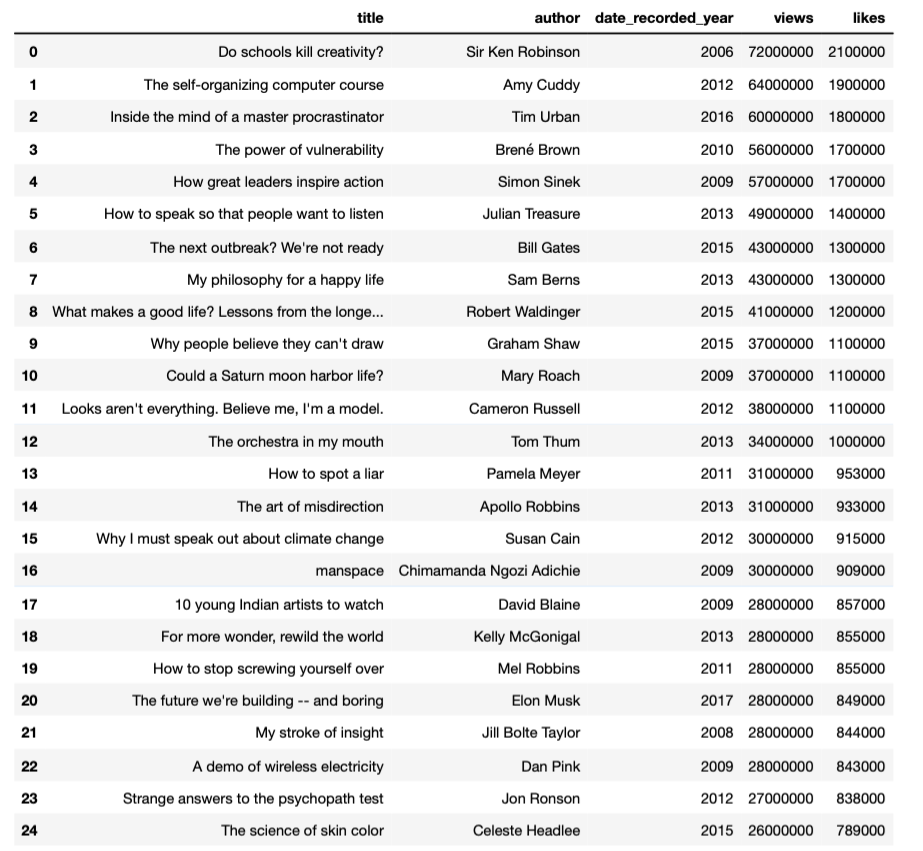 title author date_recorded_year views likes
0 Do schools kill creativity? Sir Ken Robinson 2006 72000000 2100000
1 The self-organizing computer course Amy Cuddy 2012 64000000 1900000
2 Inside the mind of a master procrastinator Tim Urban 2016 60000000 1800000
3 The power of vulnerability Brené Brown 2010 56000000 1700000
4 How great leaders inspire action Simon Sinek 2009 57000000 1700000
5 How to speak so that people want to listen Julian Treasure 2013 49000000 1400000
6 The next outbreak? We're not ready Bill Gates 2015 43000000 1300000
7 My philosophy for a happy life Sam Berns 2013 43000000 1300000
8 What makes a good life? Lessons from the longe... Robert Waldinger 2015 41000000 1200000
9 Why people believe they can't draw Graham Shaw 2015 37000000 1100000
10 Could a Saturn moon harbor life? Mary Roach 2009 37000000 1100000
11 Looks aren't everything. Believe me, I'm a model. Cameron Russell 2012 38000000 1100000
12 The orchestra in my mouth Tom Thum 2013 34000000 1000000
13 How to spot a liar Pamela Meyer 2011 31000000 953000
14 The art of misdirection Apollo Robbins 2013 31000000 933000
15 Why I must speak out about climate change Susan Cain 2012 30000000 915000
16 manspace Chimamanda Ngozi Adichie 2009 30000000 909000
17 10 young Indian artists to watch David Blaine 2009 28000000 857000
18 For more wonder, rewild the world Kelly McGonigal 2013 28000000 855000
19 How to stop screwing yourself over Mel Robbins 2011 28000000 855000
20 The future we're building -- and boring Elon Musk 2017 28000000 849000
21 My stroke of insight Jill Bolte Taylor 2008 28000000 844000
22 A demo of wireless electricity Dan Pink 2009 28000000 843000
23 Strange answers to the psychopath test Jon Ronson 2012 27000000 838000
24 The science of skin color Celeste Headlee 2015 26000000 789000